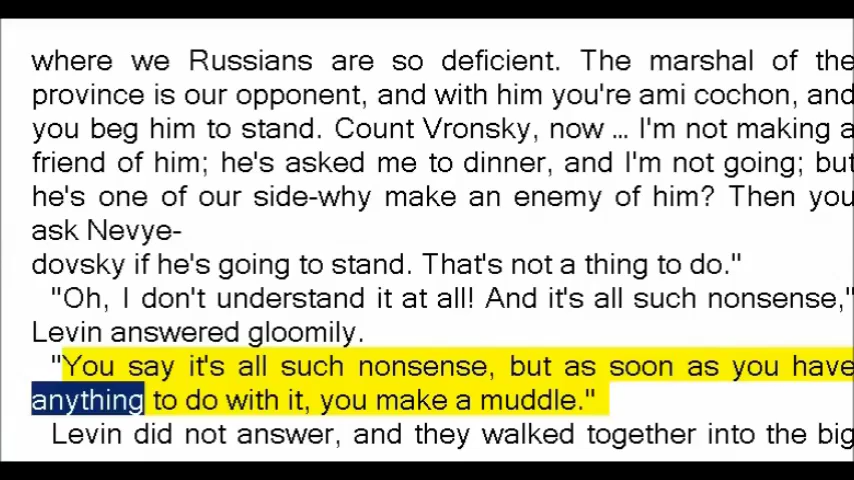 where we Russians are so deficient. The marshal of the
province is our opponent, and with him you're ami cochon, and
you beg him to stand. Count Vronsky, now ... I'm not making a
friend of him; he's asked me to dinner, and I'm not going; but
he's one of our side-why make an enemy of him? Then you
ask Nevye-
dovsky if he's going to stand. That's not a thing to do."
"Oh, I don't understand it at all! And it's all such nonsense,"
Levin answered gloomily.
"You say it's all such nonsense, but as soon as you have
anything to do with it, you make a muddle."
Levin did not answer, and they walked together into the big